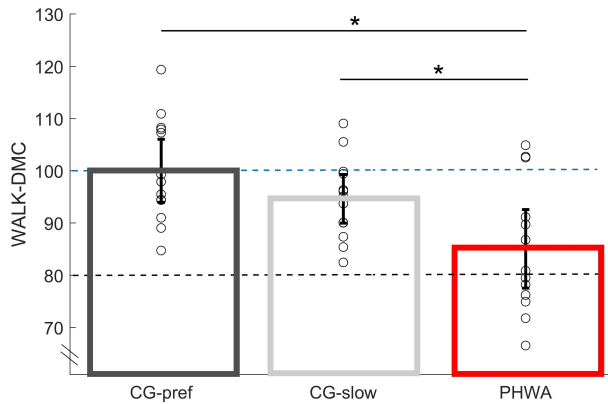 130
120
110
100
90
80
70
WALK-DMC
*
*
CG-pref
CG-slow
PHWA